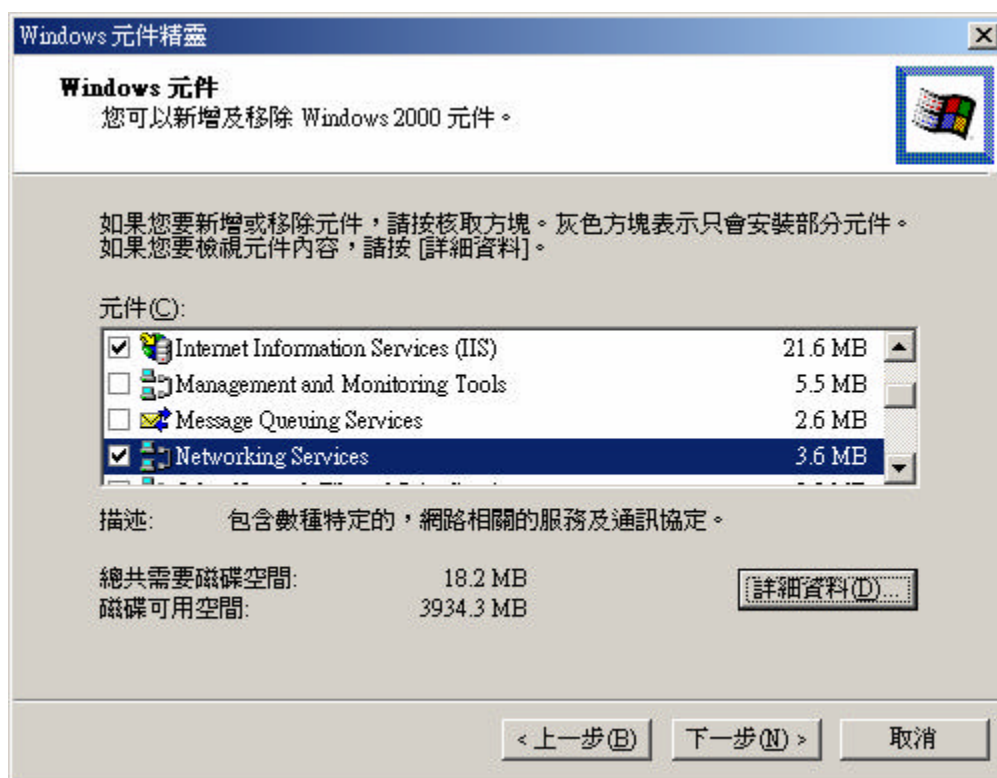 Windows 元件精靈
Windows 元件
您可以新增及移除 Windows 2000 元件。
如果您要新增或移除元件，請按核取方塊。灰色方塊表示只會安裝部分元件。
如果您要檢視元件內容，請按 [詳細資料]。
元件(C):
Internet Information Services (IIS) 21.6 MB
Management and Monitoring Tools 5.5 MB
Message Queuing Services 2.6 MB
Networking Services 3.6 MB
描述: 包含數種特定的，網路相關的服務及通訊協定。
總共需要磁碟空間: 18.2 MB
磁碟可用空間: 3934.3 MB
詳細資料(D)...
<上一步(B) 下一步(N)> 取消